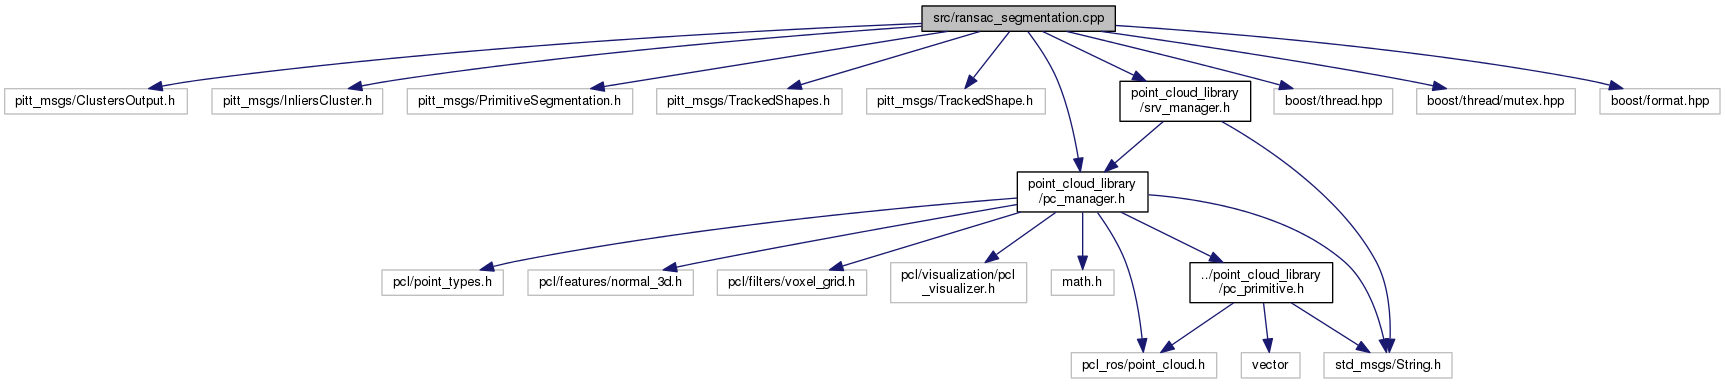 src/ransac_segmentation.cpp
pitt_msgs/ClustersOutput.h
pitt_msgs/InliersCluster.h
pitt_msgs/PrimitiveSegmentation.h
pitt_msgs/TrackedShapes.h
pitt_msgs/TrackedShape.h
point_cloud_library
/srv_manager.h
boost/thread.hpp
boost/thread/mutex.hpp
boost/format.hpp
point_cloud_library
/pc_manager.h
pcl/point_types.h
pcl/features/normal_3d.h
pcl/filters/voxel_grid.h
pcl/visualization/pcl
_visualizer.h
math.h
../point_cloud_library
/pc_primitive.h
pcl_ros/point_cloud.h
vector
std_msgs/String.h